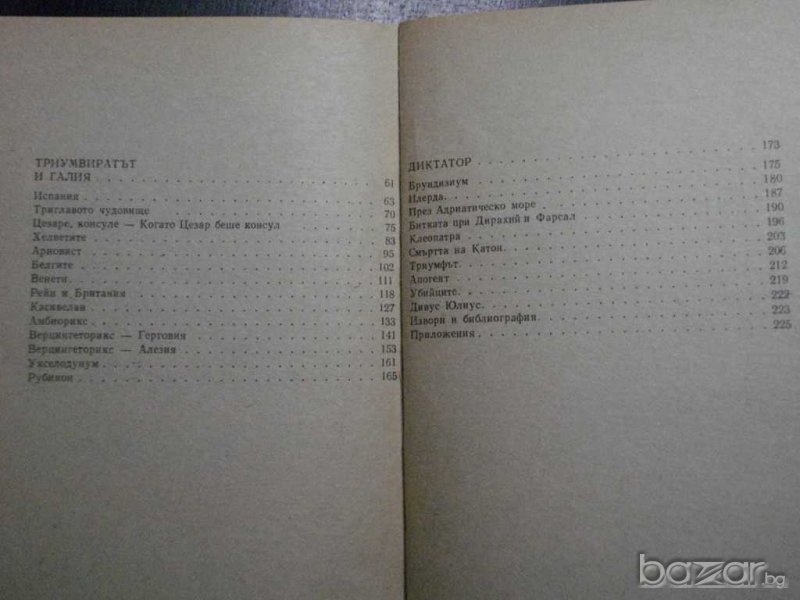 ТРИУМВИРАТЪТ
И ГАЛИЯ . . . . . . . . . . 61
Испания . . . . . . . . . . 63
Триглавото чудовище . . . . . . . . . . 70
Цезаре, консуле — Когато Цезар беше консул . . . . . . . . . . 75
Хелветите . . . . . . . . . . 83
Ариовист . . . . . . . . . . 95
Белгите . . . . . . . . . . 102
Венети . . . . . . . . . . 111
Рейн и Британия . . . . . . . . . . 118
Касивелан . . . . . . . . . . 127
Амбиорикс . . . . . . . . . . 133
Верцингеторикс — Герговия . . . . . . . . . . 141
Верцингеторикс — Алезия . . . . . . . . . . 153
Укселодунум . . . . . . . . . . 161
Рубикон . . . . . . . . . . 165
ДИКТАТОР . . . . . . . . . . 173
Брундизиум . . . . . . . . . . 175
Илерда . . . . . . . . . . 180
През Адриатическо море . . . . . . . . . . 187
Битката при Дирахий и Фарсал . . . . . . . . . . 190
Клеопатра . . . . . . . . . . 196
Смъртта на Катон . . . . . . . . . . 203
Триумфът . . . . . . . . . . 206
Апогеят . . . . . . . . . . 212
Убийците . . . . . . . . . . 219
Дивус Юлиус . . . . . . . . . . 222
Извори и библиография . . . . . . . . . . 223
Приложения . . . . . . . . . . 225
bazar.bg